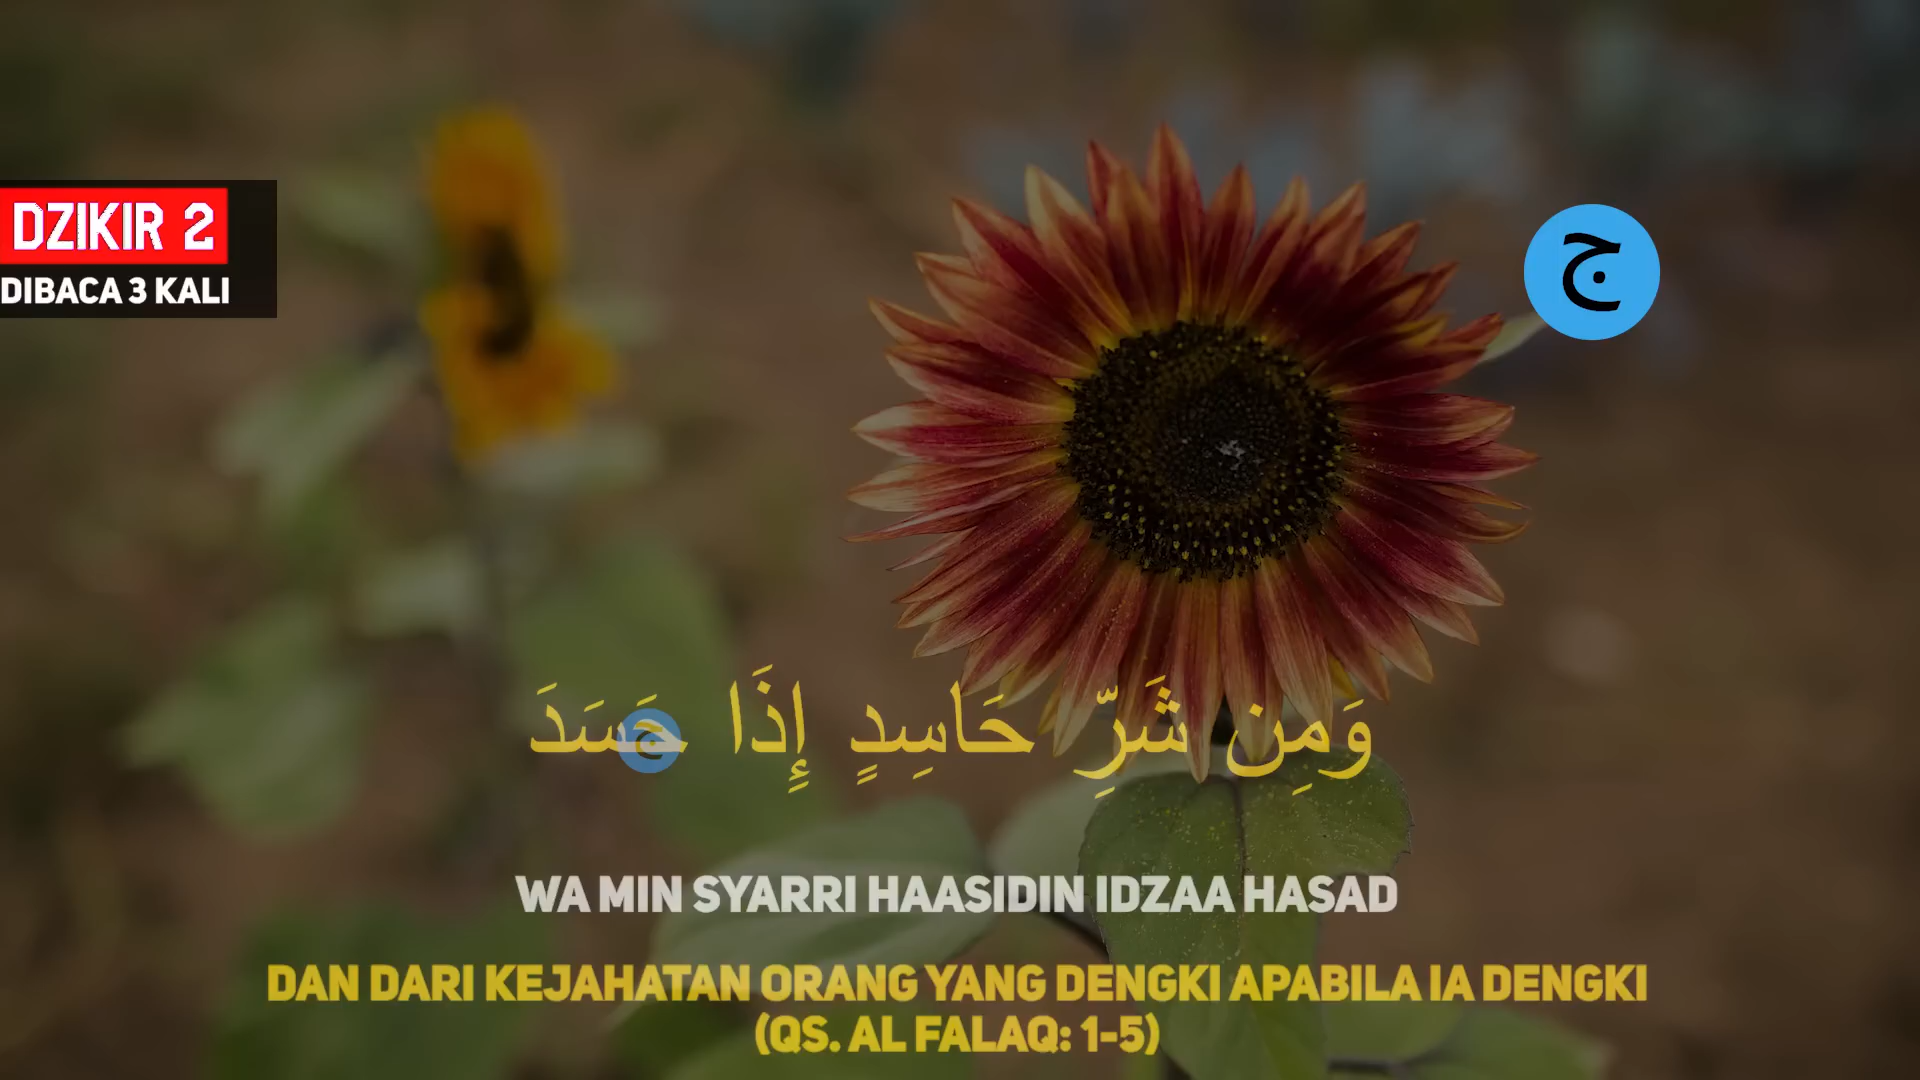 DZIKIR 2
DIBACA 3 KALI
ج
وَمِن شَرِّ حَاسِدٍ إِذَا حَسَدَ
ج
WA MIN SYARRI HAASIDIN IDZAA HASAD
DAN DARI KEJAHATAN ORANG YANG DENGKI APABILA IA DENGKI
(QS. AL FALAQ: 1-5)